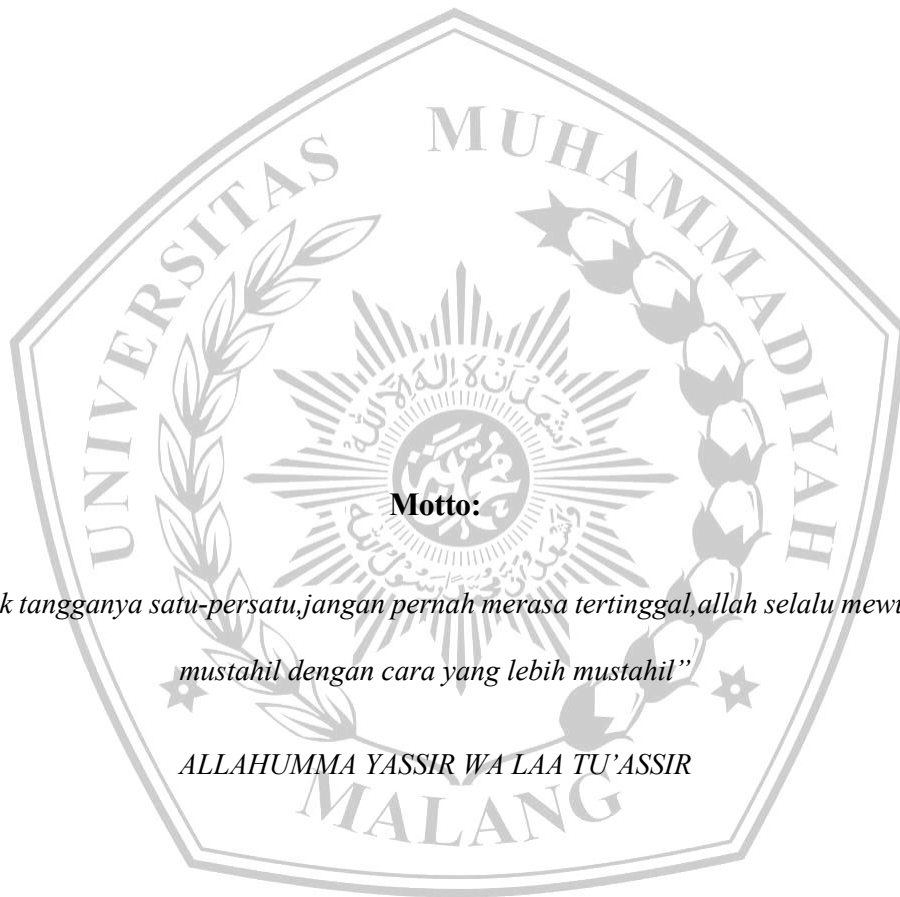 UNIVERSITAS MUHAMMADIYAH
Motto:
tangganya satu-persatu,jangan pernah merasa tertinggal,allah selalu
mustahil dengan cara yang lebih mustahil”
ALLAHUMMA YASSIR WA LAA TU’ASSIR
MALANG